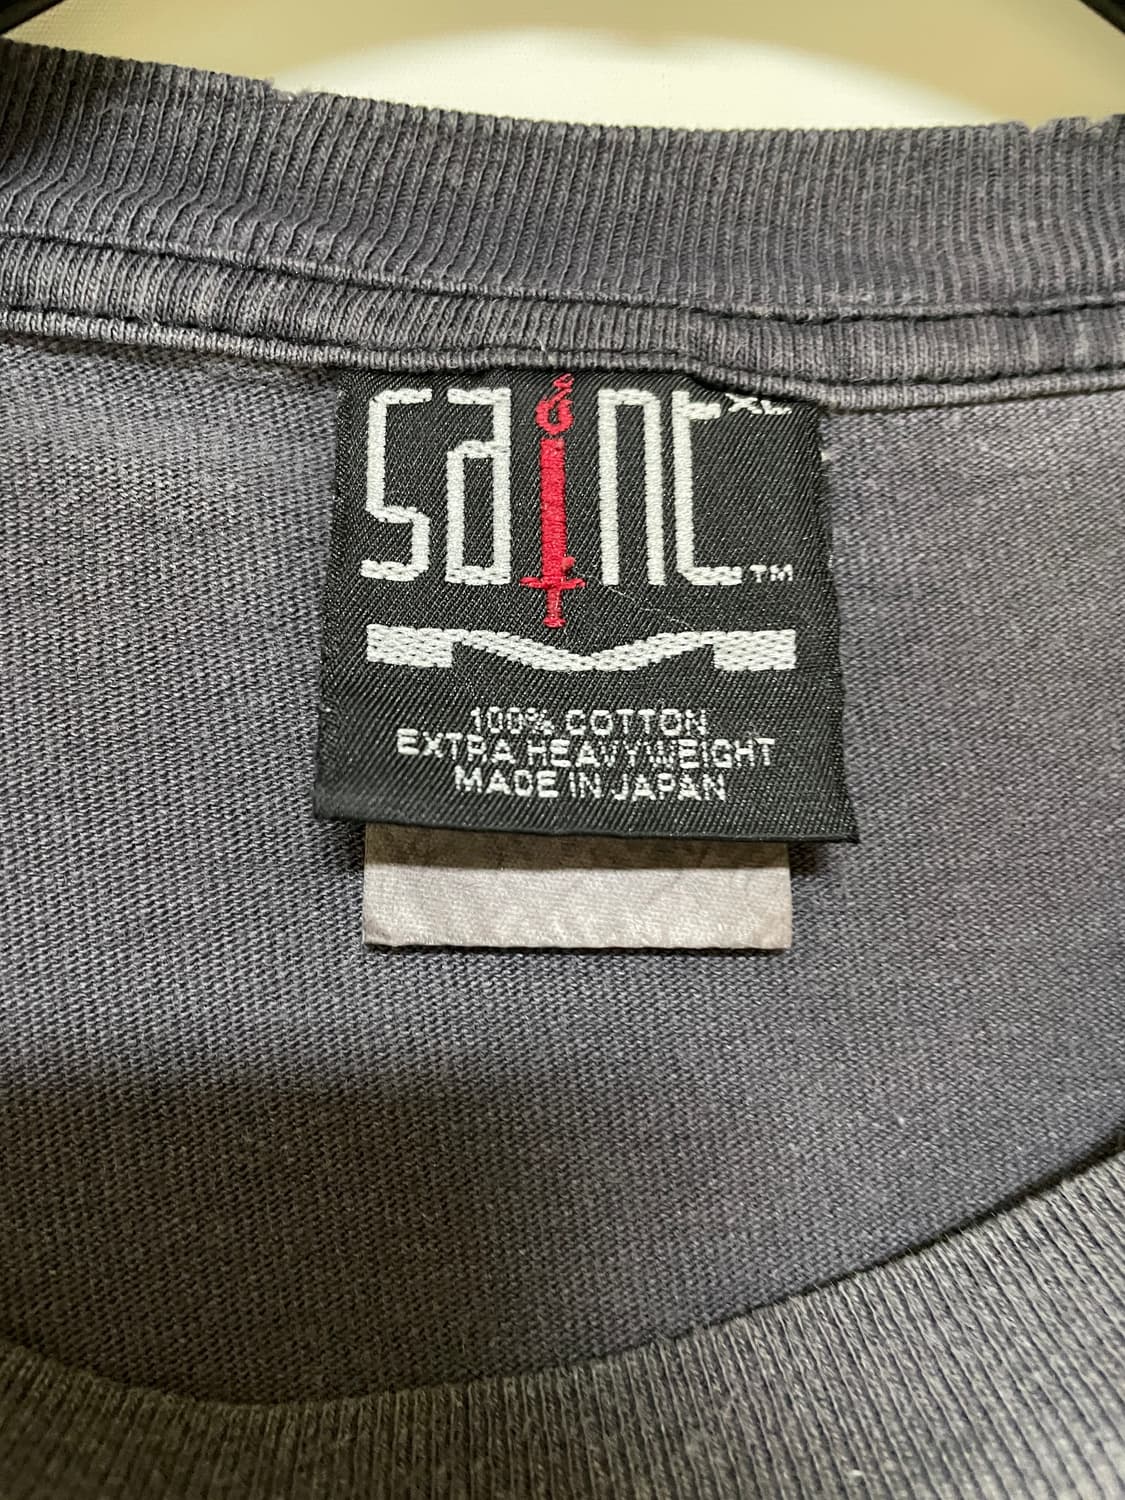 saint XL
TM
100% COTTON
EXTRA HEAVYWEIGHT
MADE IN JAPAN